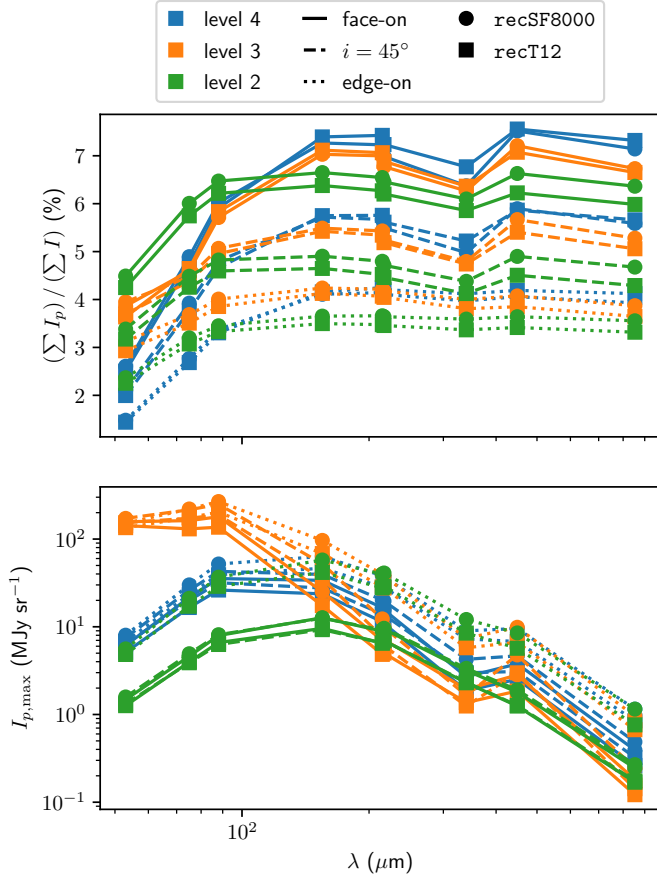 level 4 face-on recSF8000
level 3 i = 45° recT12
level 2 edge-on
7
6
5
4
3
2
(∑ I_p) / (∑ I) (%)
10²
10¹
10⁰
10⁻¹
I_{p,max} (MJy sr⁻¹)
10²
λ (μm)